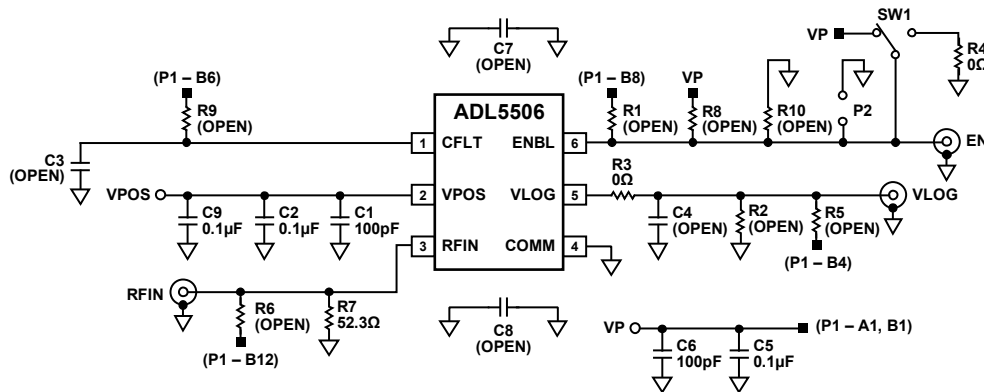 C7
(OPEN)
SW1
VP
R4
0Ω
(P1 – B6)
R9
(OPEN)
ADL5506
(P1 – B8)
R1
(OPEN)
VP
R8
(OPEN)
R10
(OPEN)
P2
1
CFLT
ENBL
6
EN
C3
(OPEN)
R3
0Ω
VPOS
2
VPOS
VLOG
5
VLOG
C9
0.1µF
C2
0.1µF
C1
100pF
C4
(OPEN)
R2
(OPEN)
R5
(OPEN)
3
RFIN
COMM
4
(P1 – B4)
RFIN
R6
(OPEN)
R7
52.3Ω
(P1 – B12)
C8
(OPEN)
VP
(P1 – A1, B1)
C6
100pF
C5
0.1µF